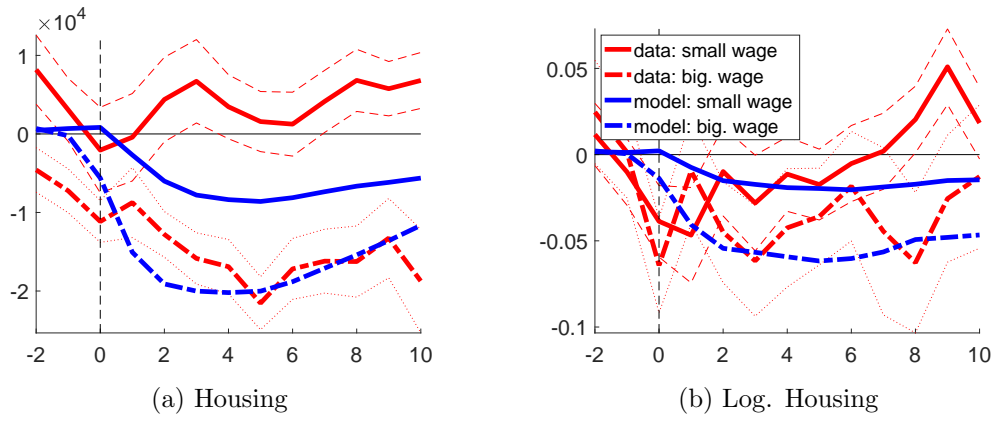 ×10⁴
1
0
-1
-2
-2 0 2 4 6 8 10
(a) Housing
0.05
0
-0.05
-0.1
data: small wage
data: big. wage
model: small wage
model: big. wage
-2 0 2 4 6 8 10
(b) Log. Housing